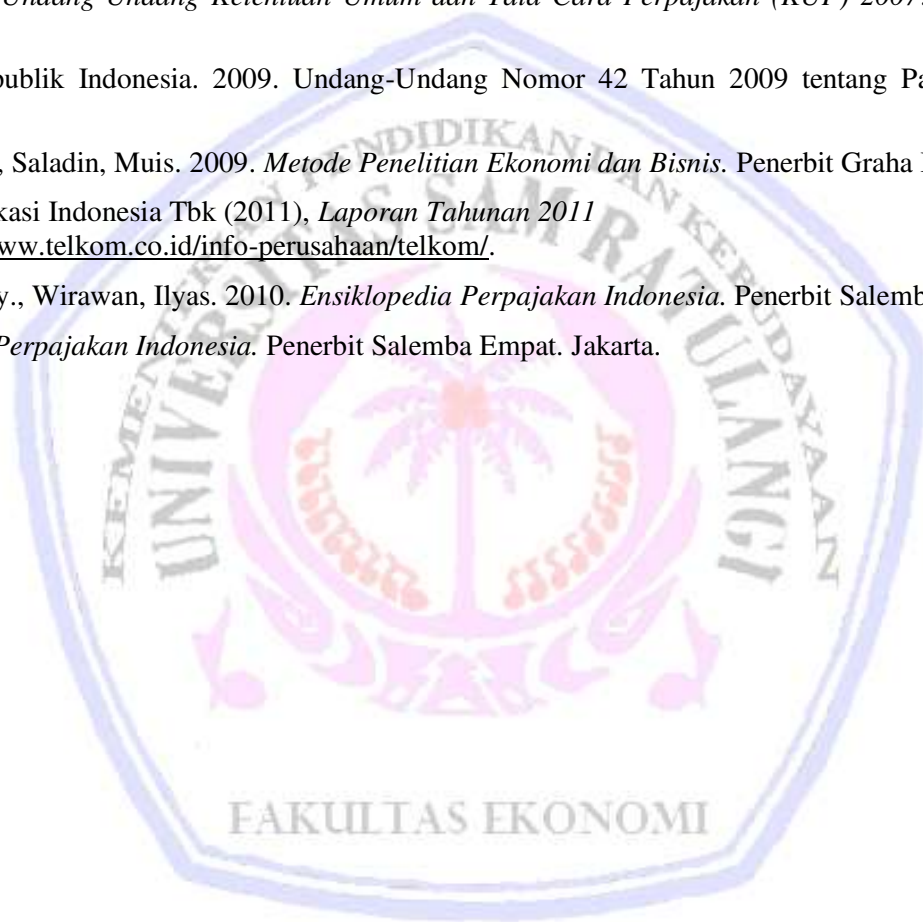 Undang Undang Ketentuan Umum dan Tata Cara Perpajakan (KUP) 2007.
publik Indonesia. 2009. Undang-Undang Nomor 42 Tahun 2009 tentang Pa
, Saladin, Muis. 2009. Metode Penelitian Ekonomi dan Bisnis. Penerbit Graha
kasi Indonesia Tbk (2011), Laporan Tahunan 2011
ww.telkom.co.id/info-perusahaan/telkom/.
y., Wirawan, Ilyas. 2010. Ensiklopedia Perpajakan Indonesia. Penerbit Salemb
Perpajakan Indonesia. Penerbit Salemba Empat. Jakarta.
KEMENTRIAN PENDIDIKAN DAN KEBUDAYAAN
UNIVERSITAS SAM RATULANGI
FAKULTAS EKONOMI